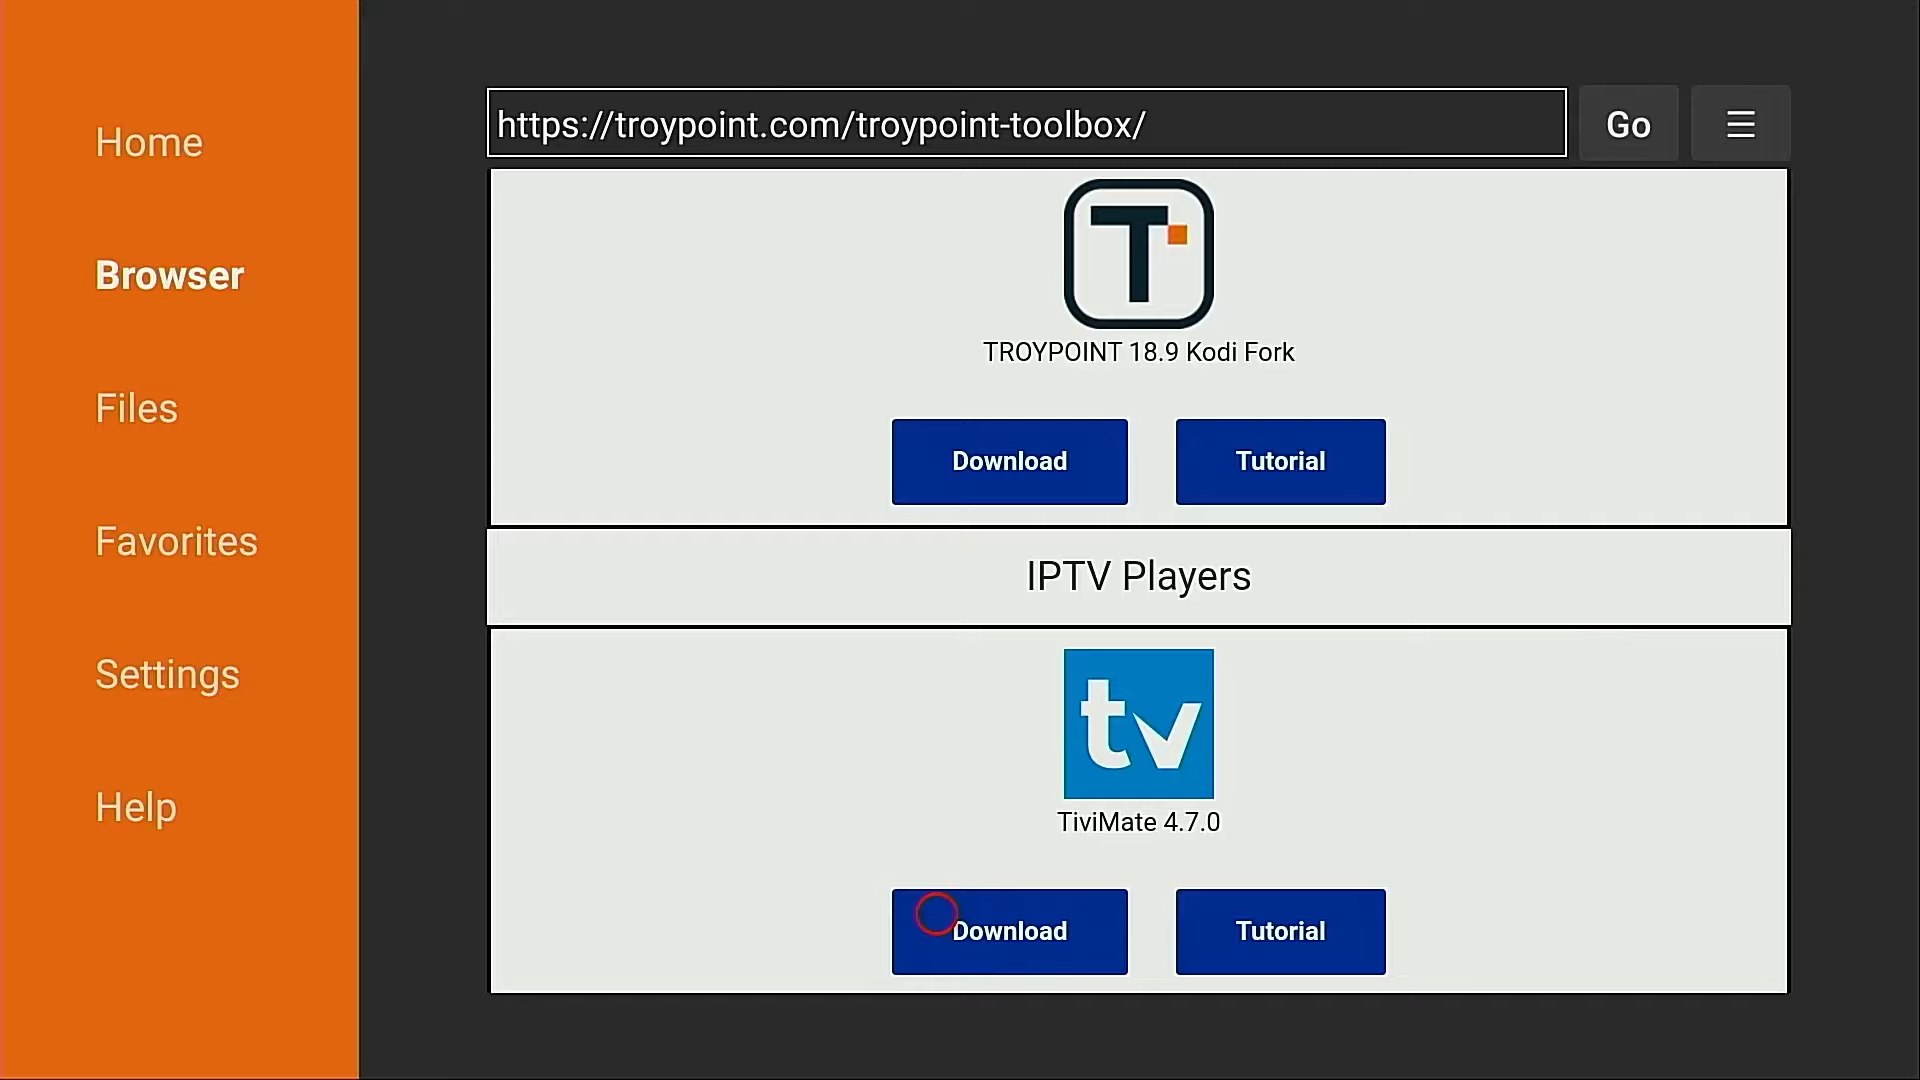 Home
Browser
Files
Favorites
Settings
Help
https://troypoint.com/troypoint-toolbox/
Go
T
TROYPOINT 18.9 Kodi Fork
Download
Tutorial
IPTV Players
tv
TiviMate 4.7.0
Download
Tutorial